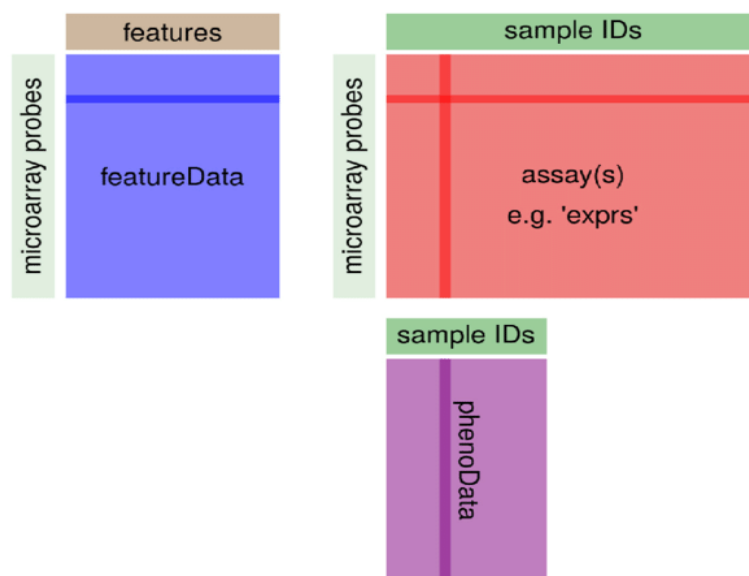 features
sample IDs
microarray probes
featureData
microarray probes
assay(s)
e.g. 'exprs'
sample IDs
phenoData